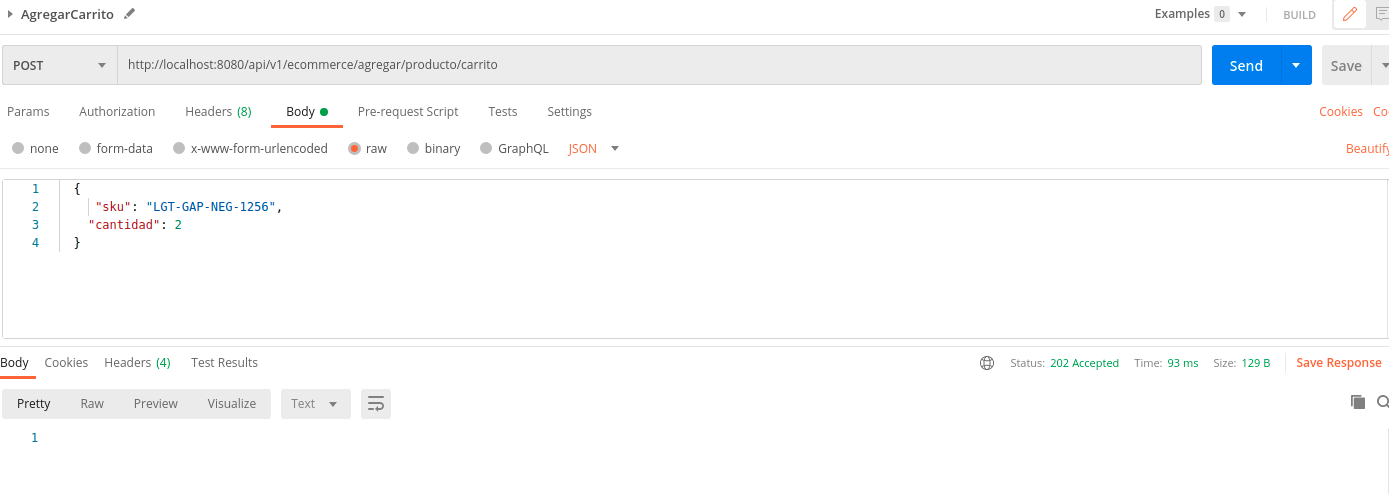 AgregarCarrito
Examples 0
BUILD
POST
http://localhost:8080/api/v1/ecommerce/agregar/producto/carrito
Send
Save
Params
Authorization
Headers (8)
Body
Pre-request Script
Tests
Settings
Cookies
Co
none
form-data
x-www-form-urlencoded
raw
binary
GraphQL
JSON
Beautify
1 {
2 "sku": "LGT-GAP-NEG-1256",
3 "cantidad": 2
4 }
Body
Cookies
Headers (4)
Test Results
Status: 202 Accepted
Time: 93 ms
Size: 129 B
Save Response
Pretty
Raw
Preview
Visualize
Text
1